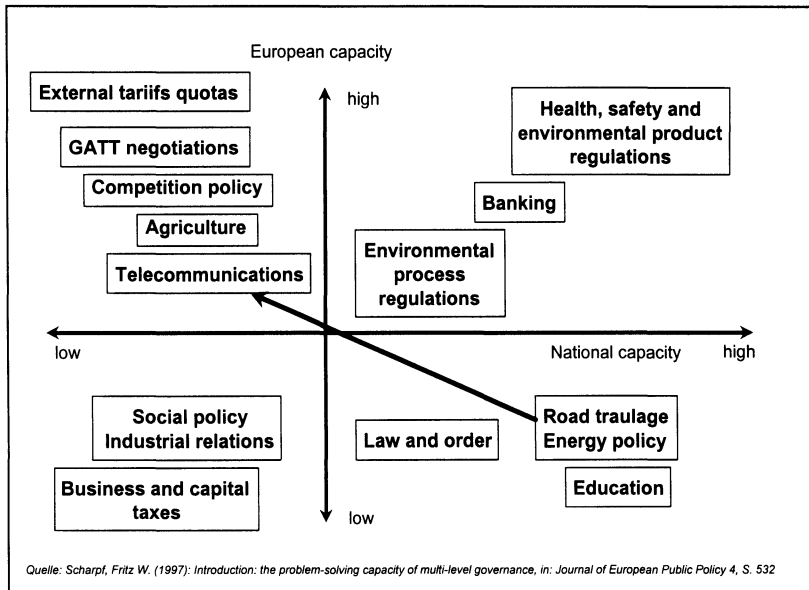 European capacity
External tariifs quotas
high
Health, safety and
environmental product
regulations
GATT negotiations
Competition policy
Banking
Agriculture
Environmental
process
regulations
Telecommunications
low
National capacity
high
Social policy
Industrial relations
Law and order
Road traulage
Energy policy
Business and capital
taxes
Education
low
Quelle: Scharpf, Fritz W. (1997): Introduction: the problem-solving capacity of multi-level governance, in: Journal of European Public Policy 4, S. 532